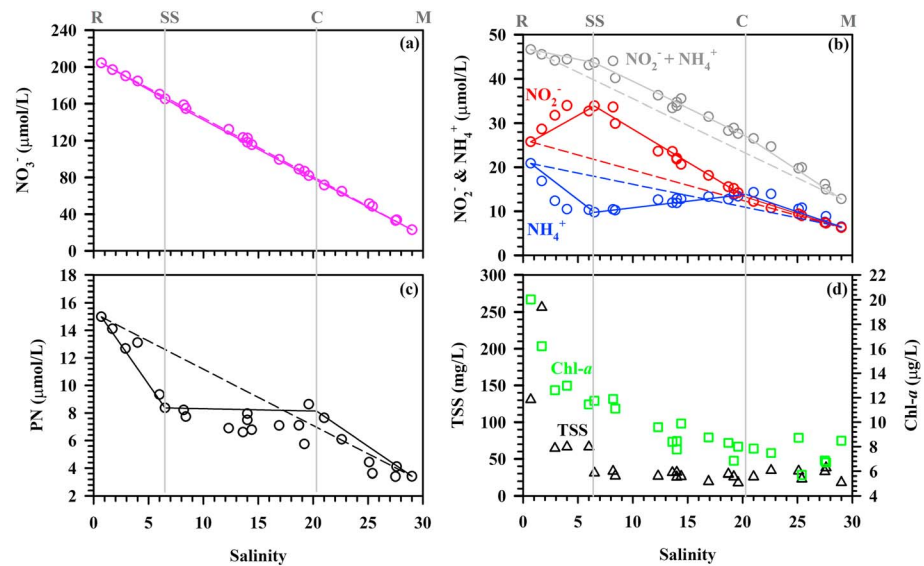 R SS C M R SS C M
240
200
160
120
80
40
0
NO₃⁻ (μmol/L)
(a)
50
40
30
20
10
0
NO₂⁻ & NH₄⁺ (μmol/L)
(b)
NO₂⁻ + NH₄⁺
NO₂⁻
NH₄⁺
18
16
14
12
10
8
6
4
2
PN (μmol/L)
(c)
0 5 10 15 20 25 30
Salinity
300
250
200
150
100
50
0
TSS (mg/L)
(d)
Chl-a
TSS
22
20
18
16
14
12
10
8
6
4
Chl-a (μg/L)
0 5 10 15 20 25 30
Salinity